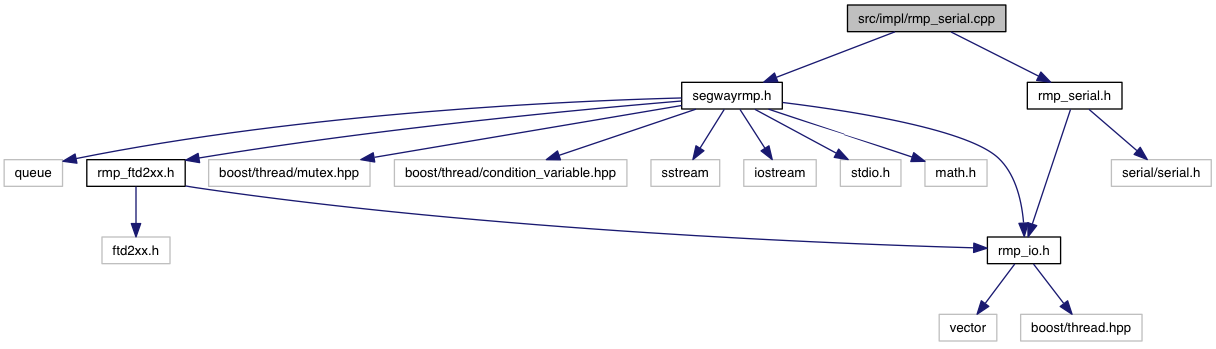 src/impl/rmp_serial.cpp
segwayrmp.h
rmp_serial.h
queue
rmp_ftd2xx.h
boost/thread/mutex.hpp
boost/thread/condition_variable.hpp
sstream
iostream
stdio.h
math.h
serial/serial.h
ftd2xx.h
rmp_io.h
vector
boost/thread.hpp